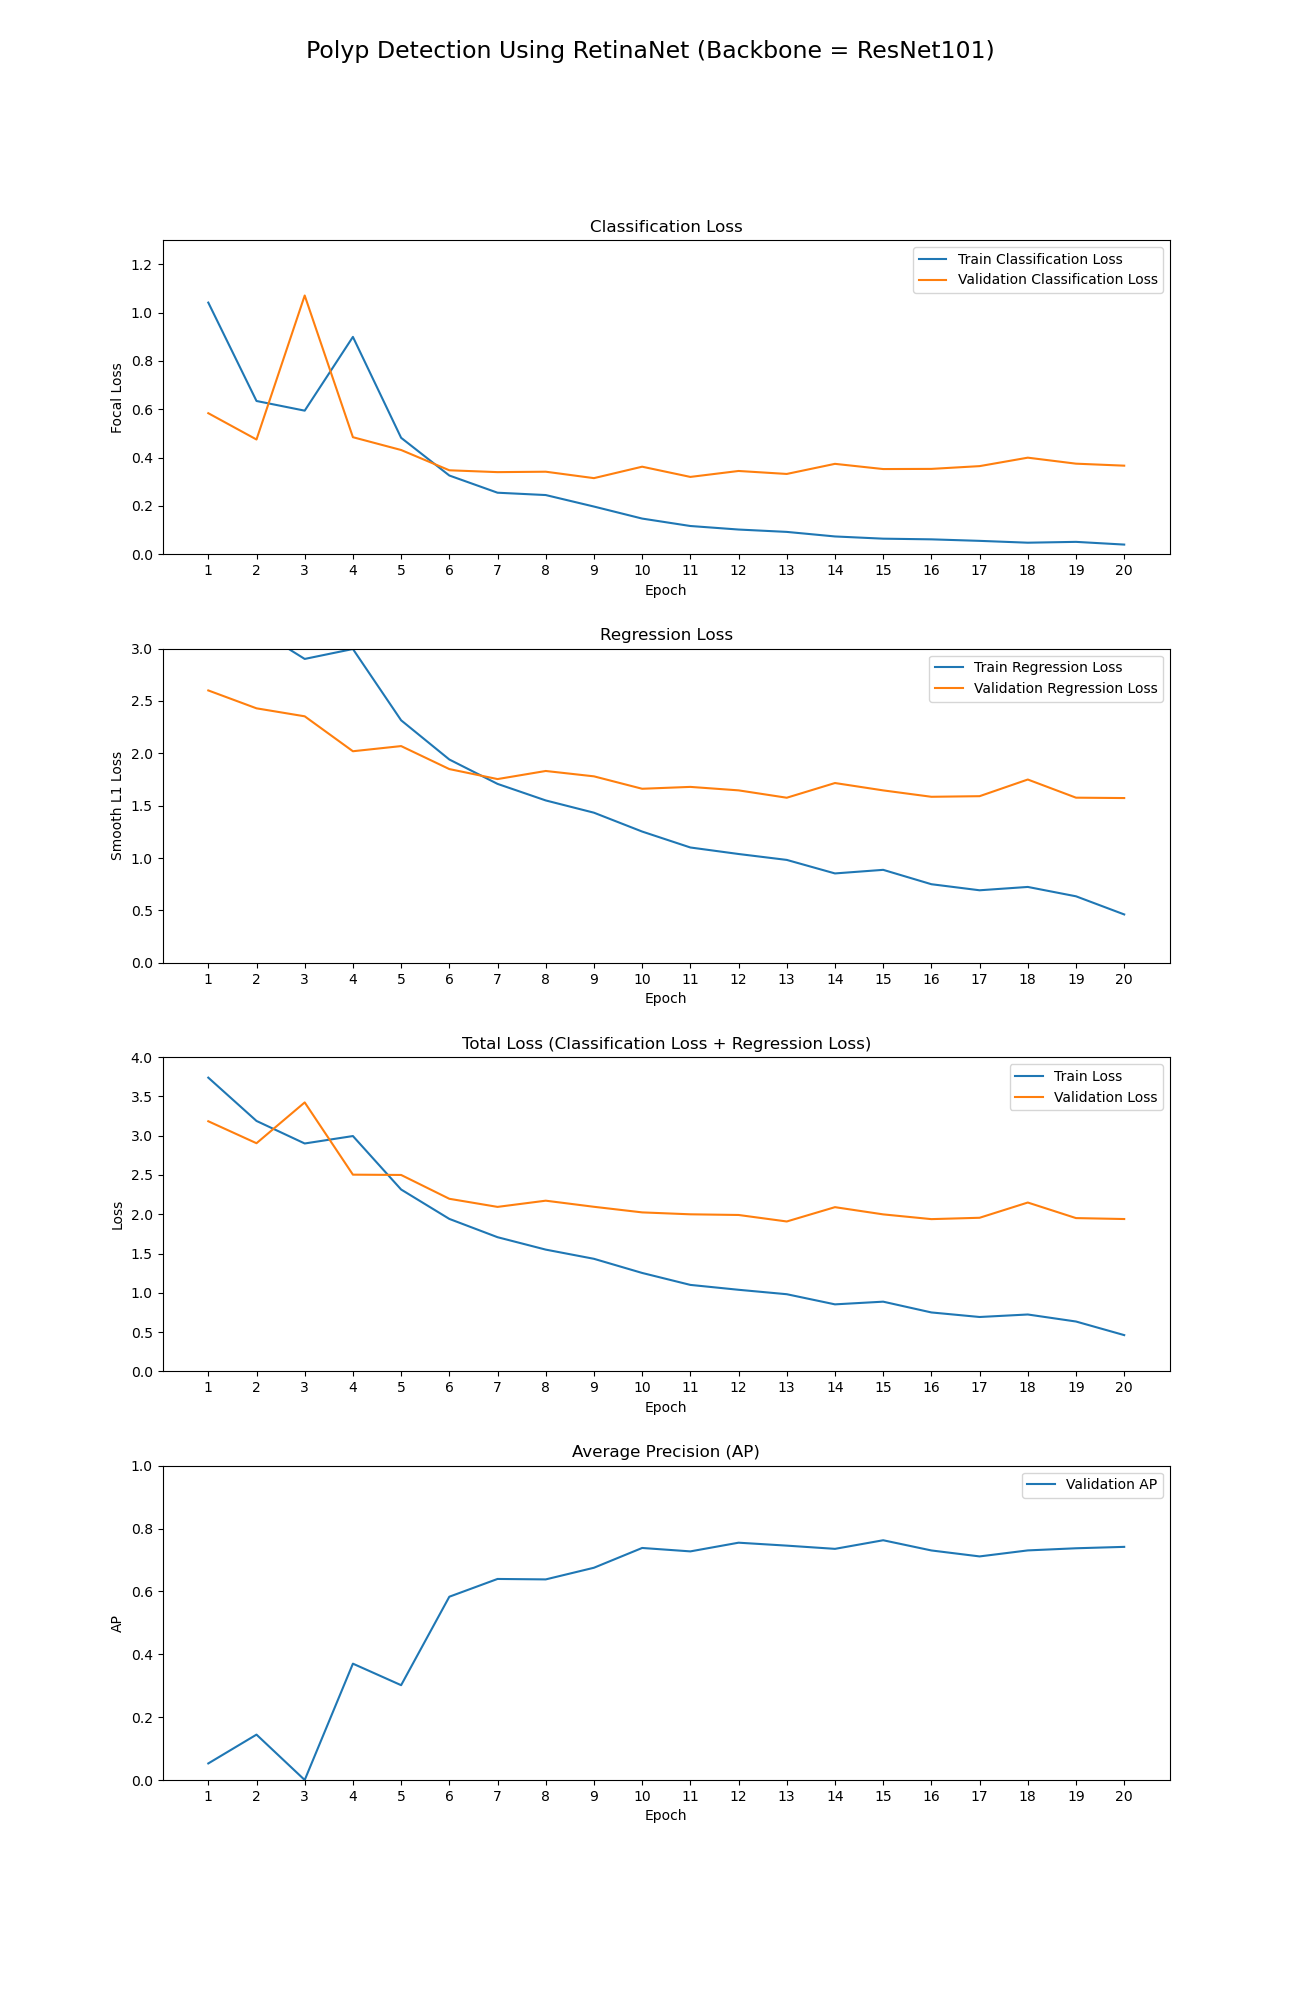 Polyp Detection Using RetinaNet (Backbone = ResNet101)
Classification Loss
Train Classification Loss
Validation Classification Loss
Focal Loss
1.2
1.0
0.8
0.6
0.4
0.2
0.0
1 2 3 4 5 6 7 8 9 10 11 12 13 14 15 16 17 18 19 20
Epoch
Regression Loss
Train Regression Loss
Validation Regression Loss
Smooth L1 Loss
3.0
2.5
2.0
1.5
1.0
0.5
0.0
1 2 3 4 5 6 7 8 9 10 11 12 13 14 15 16 17 18 19 20
Epoch
Total Loss (Classification Loss + Regression Loss)
Train Loss
Validation Loss
Loss
4.0
3.5
3.0
2.5
2.0
1.5
1.0
0.5
0.0
1 2 3 4 5 6 7 8 9 10 11 12 13 14 15 16 17 18 19 20
Epoch
Average Precision (AP)
Validation AP
AP
1.0
0.8
0.6
0.4
0.2
0.0
1 2 3 4 5 6 7 8 9 10 11 12 13 14 15 16 17 18 19 20
Epoch